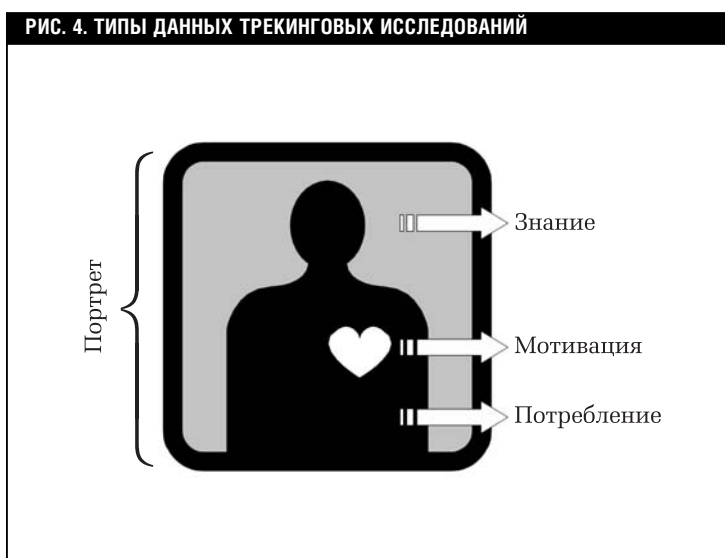 РИС. 4. ТИПЫ ДАННЫХ ТРЕКИНГОВЫХ ИССЛЕДОВАНИЙ
Портрет
Знание
Мотивация
Потребление